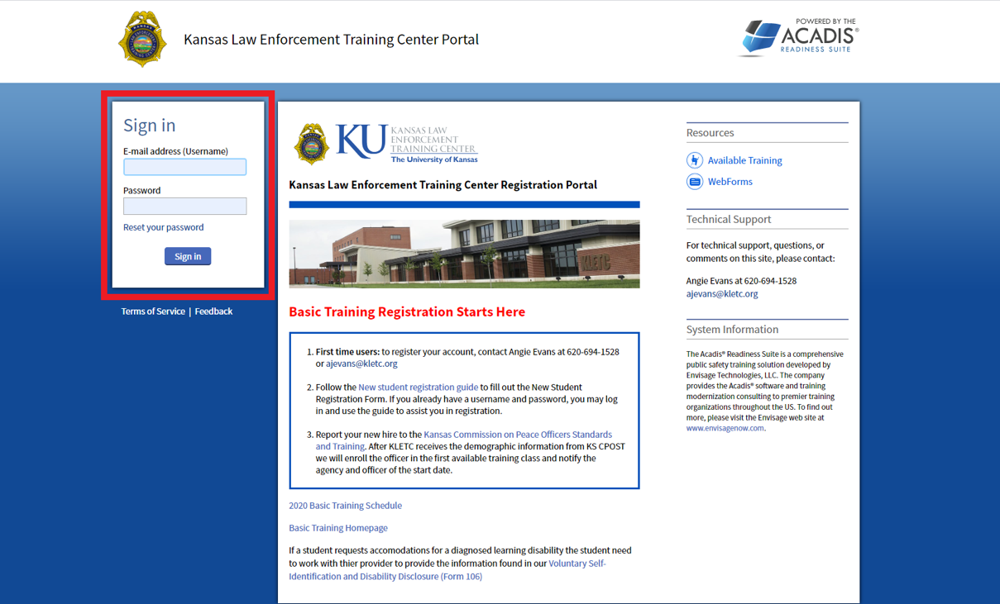 Kansas Law Enforcement Training Center Portal
POWERED BY THE
ACADIS®
READINESS SUITE
Sign in
E-mail address (Username)
Password
Reset your password
Sign in
Terms of Service | Feedback
KU KANSAS LAW
ENFORCEMENT
TRAINING CENTER
The University of Kansas
Kansas Law Enforcement Training Center Registration Portal
KLETC
Basic Training Registration Starts Here
1. First time users: to register your account, contact Angie Evans at 620-694-1528
or ajevans@kletc.org
2. Follow the New student registration guide to fill out the New Student
Registration Form. If you already have a username and password, you may log
in and use the guide to assist you in registration.
3. Report your new hire to the Kansas Commission on Peace Officers Standards
and Training. After KLETC receives the demographic information from KS CPOST
we will enroll the officer in the first available training class and notify the
agency and officer of the start date.
2020 Basic Training Schedule
Basic Training Homepage
If a student requests accomodations for a diagnosed learning disability the student need
to work with thier provider to provide the information found in our Voluntary Self-
Identification and Disability Disclosure (Form 106)
Resources
Available Training
WebForms
Technical Support
For technical support, questions, or
comments on this site, please contact:
Angie Evans at 620-694-1528
ajevans@kletc.org
System Information
The Acadis® Readiness Suite is a comprehensive
public safety training solution developed by
Envisage Technologies, LLC. The company
provides the Acadis® software and training
modernization consulting to premier training
organizations throughout the US. To find out
more, please visit the Envisage web site at
www.envisagenow.com.